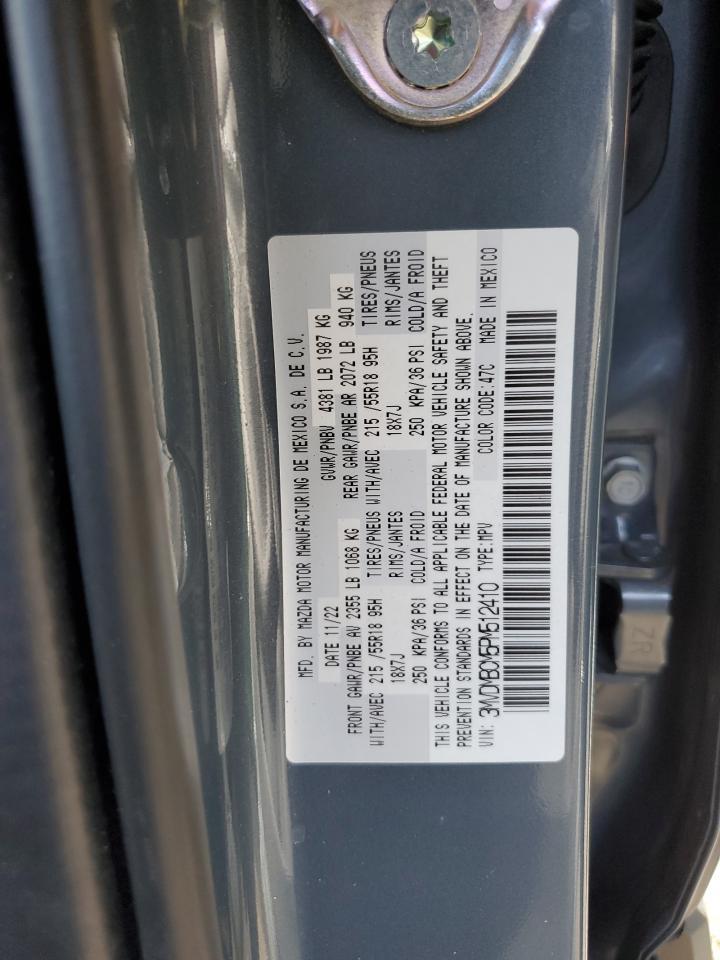 MFD. BY MAZDA MOTOR MANUFACTURING DE MEXICO S.A. DE C.V.
DATE 11/22 GVWR/PNBV 4381 LB 1987 KG
FRONT GAWR/PNBE AV 2355 LB 1068 KG REAR GAWR/PNBE AR 2072 LB 940 KG
WITH/AVEC 215 /55R18 95H TIRES/PNEUS WITH/AVEC 215 /55R18 95H TIRES/PNEUS
18X7J RIMS/JANTES 18X7J RIMS/JANTES
250 KPA/36 PSI COLD/A FROID 250 KPA/36 PSI COLD/A FROID
THIS VEHICLE CONFORMS TO ALL APPLICABLE FEDERAL MOTOR VEHICLE SAFETY AND THEFT
PREVENTION STANDARDS IN EFFECT ON THE DATE OF MANUFACTURE SHOWN ABOVE.
VIN: 3MVDMBCM5PM512410 TYPE:MPV COLOR CODE:47C MADE IN MEXICO
ZR